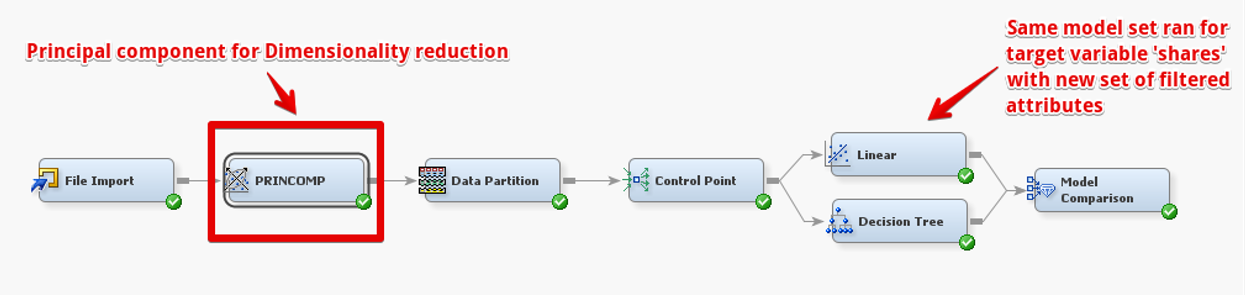 Principal component for Dimensionality reduction
Same model set ran for
target variable 'shares'
with new set of filtered
attributes
File Import
PRINCOMP
Data Partition
Control Point
Linear
Decision Tree
Model
Comparison